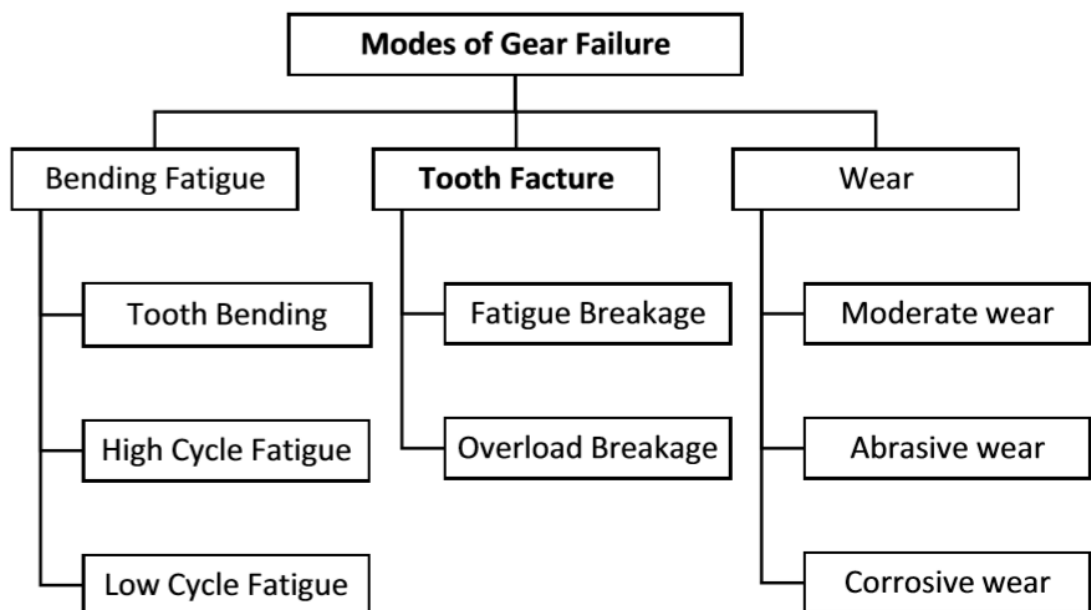 Modes of Gear Failure
Bending Fatigue
Tooth Facture
Wear
Tooth Bending
Fatigue Breakage
Moderate wear
High Cycle Fatigue
Overload Breakage
Abrasive wear
Low Cycle Fatigue
Corrosive wear